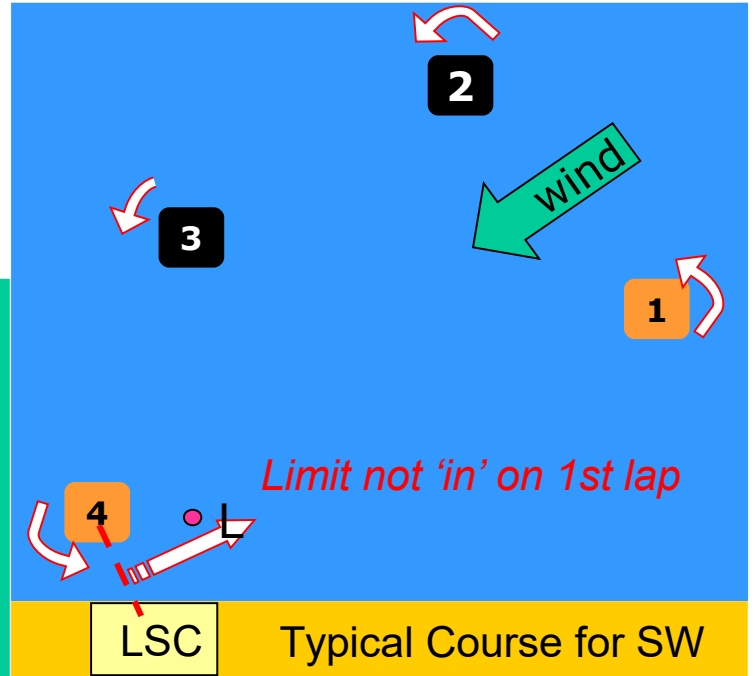 2
wind
3
1
Limit not ‘in’ on 1st lap
4
L
LSC
Typical Course for SW